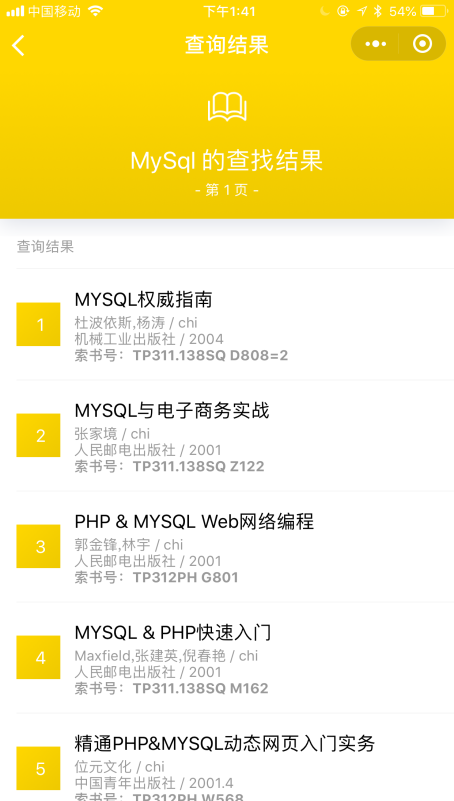 中国移动 下午1:41 54%
查询结果
MySql 的查找结果
- 第 1 页 -
查询结果
1
MYSQL权威指南
杜波依斯,杨涛 / chi
机械工业出版社 / 2004
索书号：TP311.138SQ D808=2
2
MYSQL与电子商务实战
张家境 / chi
人民邮电出版社 / 2001
索书号：TP311.138SQ Z122
3
PHP & MYSQL Web网络编程
郭金锋,林宇 / chi
人民邮电出版社 / 2001
索书号：TP312PH G801
4
MYSQL & PHP快速入门
Maxfield,张建英,倪春艳 / chi
人民邮电出版社 / 2001
索书号：TP311.138SQ M162
5
精通PHP&MYSQL动态网页入门实务
位元文化 / chi
中国青年出版社 / 2001.4
索书号：TP312PH W568